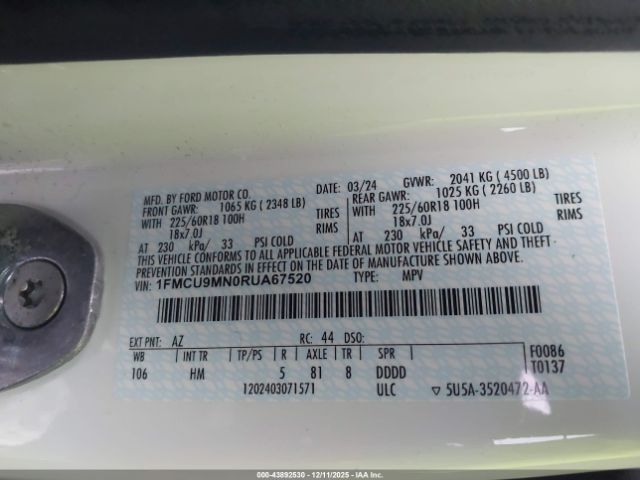 MFD. BY FORD MOTOR CO. DATE: 03/24 GVWR: 2041 KG ( 4500 LB)
FRONT GAWR: 1065 KG ( 2348 LB) REAR GAWR: 1025 KG ( 2260 LB)
WITH 225/60R18 100H TIRES WITH 225/60R18 100H TIRES
18x7.0J RIMS 18x7.0J RIMS
AT 230 kPa/ 33 PSI COLD AT 230 kPa/ 33 PSI COLD
THIS VEHICLE CONFORMS TO ALL APPLICABLE FEDERAL MOTOR VEHICLE SAFETY AND THEFT
PREVENTION STANDARDS IN EFFECT ON THE DATE OF MANUFACTURE SHOWN ABOVE.
VIN: 1FMCU9MN0RUA67520 TYPE: MPV
EXT PNT: AZ RC: 44 DSO: F0086
WB INT TR TP/PS R AXLE TR SPR T0137
106 HM 5 81 8 DDDD
1202403071571 ULC ▽ 5U5A-3520472-AA
000-43892530 - 12/11/2025 - IAAI.com